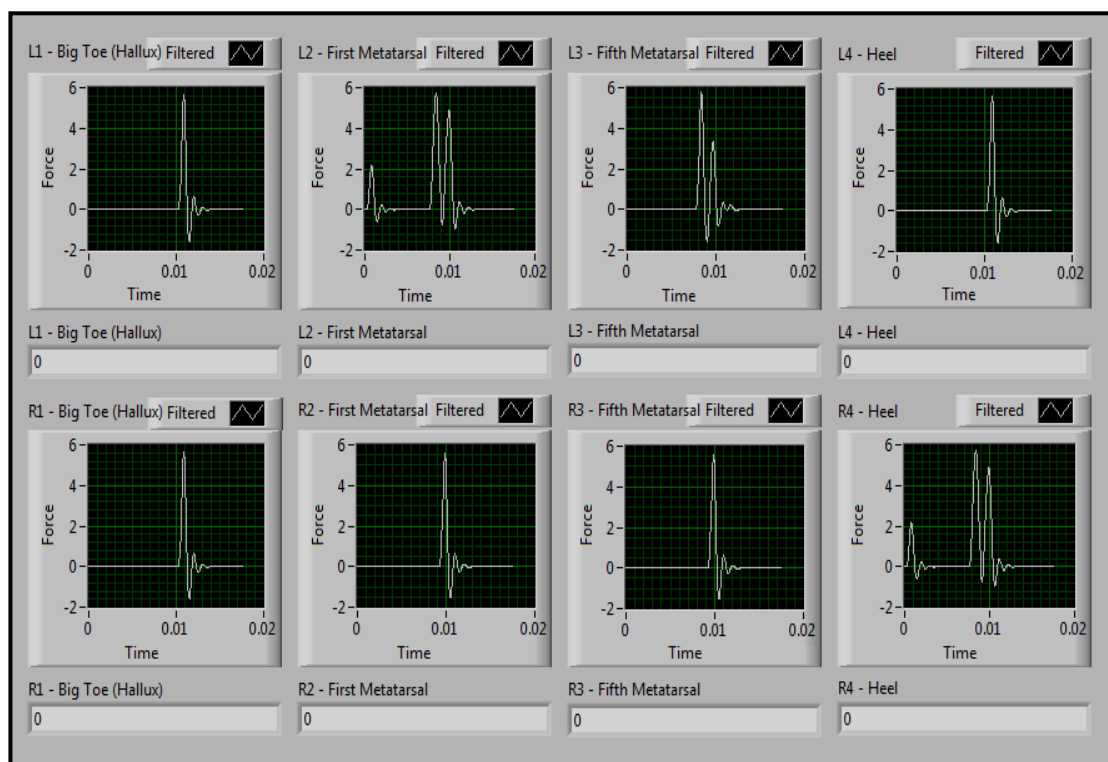 L1 - Big Toe (Hallux) Filtered
6
4
2
0
-2
Force
0 0.01 0.02
Time
L1 - Big Toe (Hallux)
0
L2 - First Metatarsal Filtered
6
4
2
0
-2
Force
0 0.01 0.02
Time
L2 - First Metatarsal
0
L3 - Fifth Metatarsal Filtered
6
4
2
0
-2
Force
0 0.01 0.02
Time
L3 - Fifth Metatarsal
0
L4 - Heel Filtered
6
4
2
0
-2
Force
0 0.01 0.02
Time
L4 - Heel
0
R1 - Big Toe (Hallux) Filtered
6
4
2
0
-2
Force
0 0.01 0.02
Time
R1 - Big Toe (Hallux)
0
R2 - First Metatarsal Filtered
6
4
2
0
-2
Force
0 0.01 0.02
Time
R2 - First Metatarsal
0
R3 - Fifth Metatarsal Filtered
6
4
2
0
-2
Force
0 0.01 0.02
Time
R3 - Fifth Metatarsal
0
R4 - Heel Filtered
6
4
2
0
-2
Force
0 0.01 0.02
Time
R4 - Heel
0